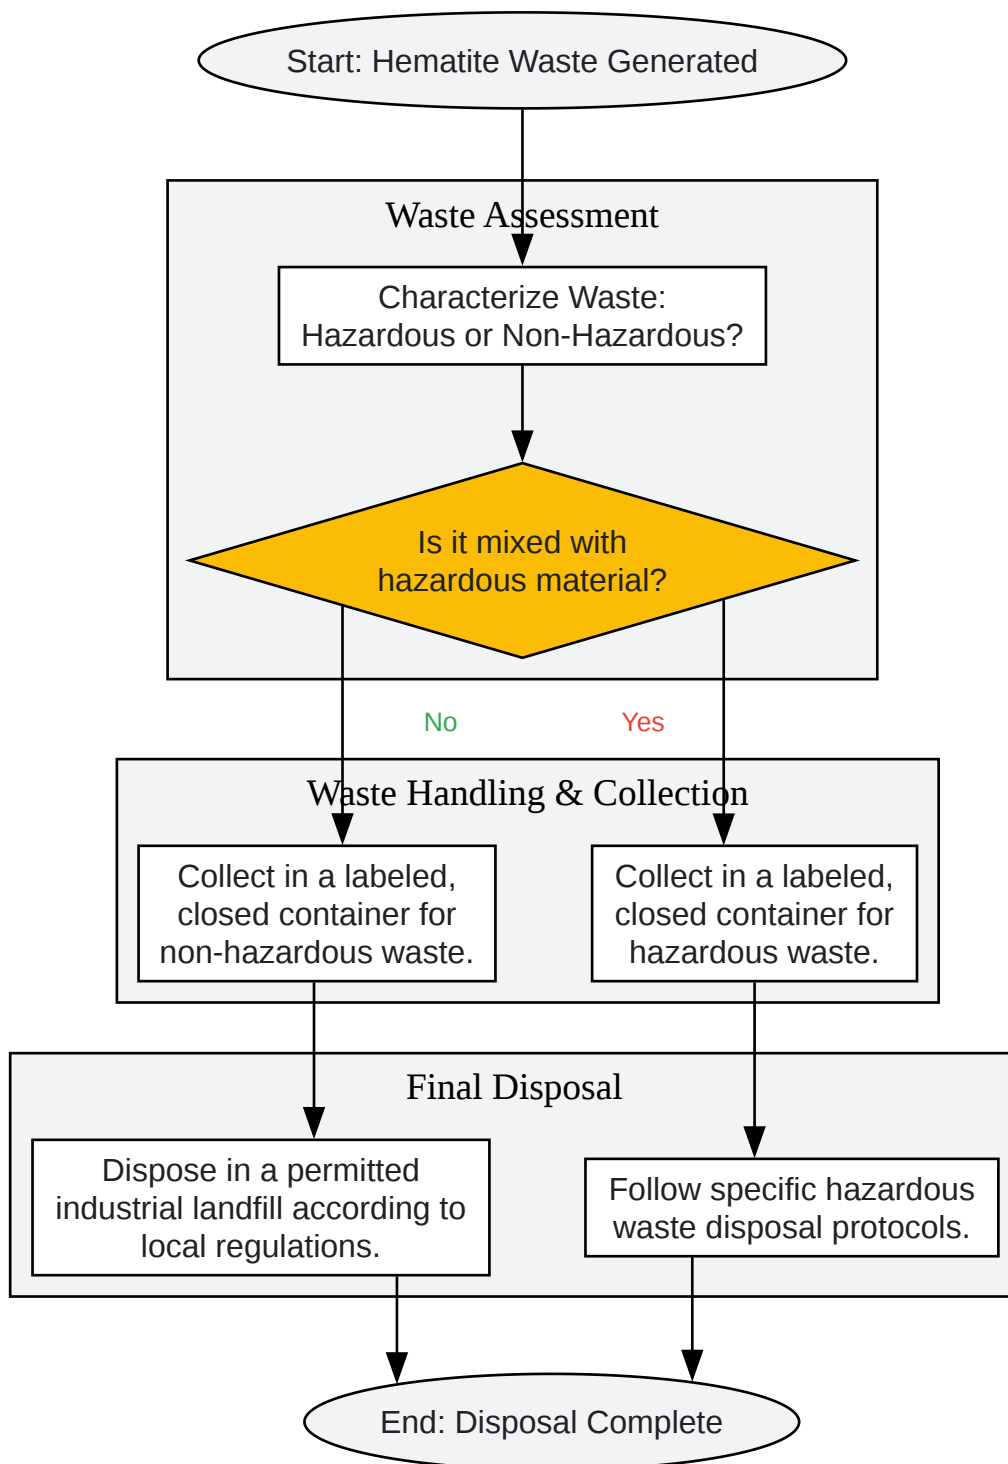 Start: Hematite Waste Generated
Waste Assessment
Characterize Waste:
Hazardous or Non-Hazardous?
Is it mixed with
hazardous material?
No
Yes
Waste Handling & Collection
Collect in a labeled,
closed container for
non-hazardous waste.
Collect in a labeled,
closed container for
hazardous waste.
Final Disposal
Dispose in a permitted
industrial landfill according to
local regulations.
Follow specific hazardous
waste disposal protocols.
End: Disposal Complete